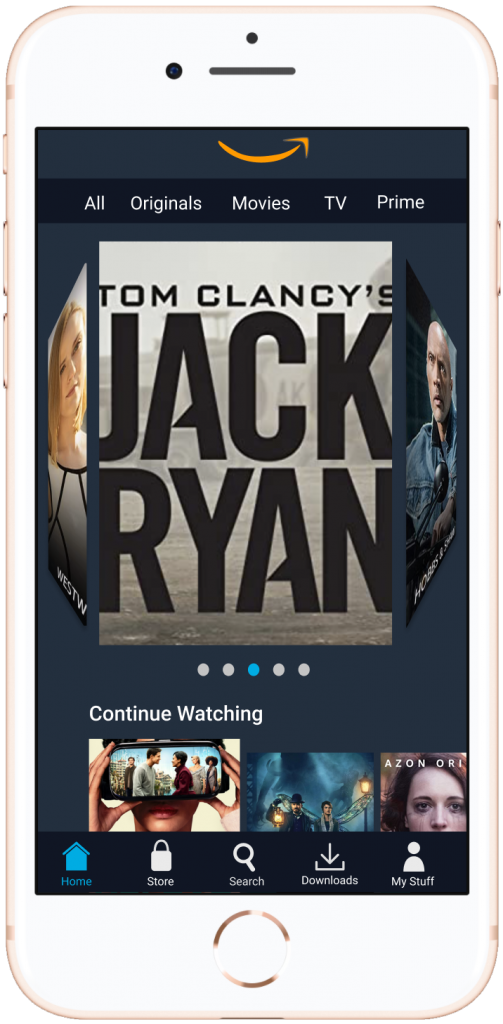 All Originals Movies TV Prime
TOM CLANCY'S
JACK
RYAN
WESTW
HOBBS & SHA
Continue Watching
AZON ORI
Home Store Search Downloads My Stuff